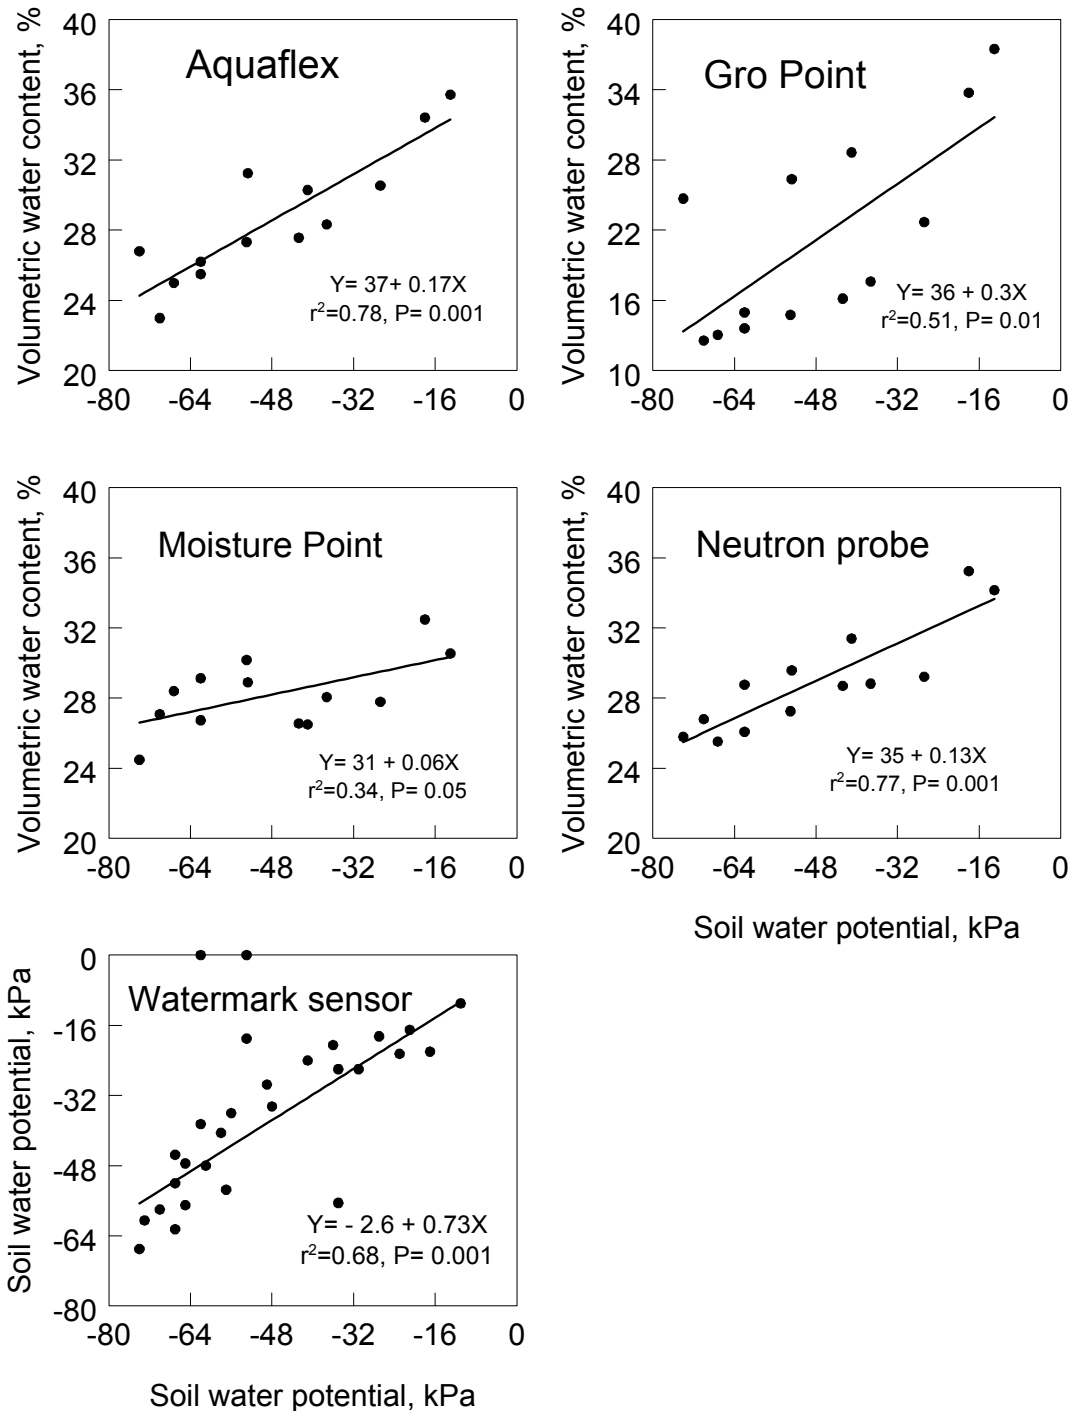 Volumetric water content, %
40
36
32
28
24
20
Aquaflex
Y= 37+ 0.17X
r²=0.78, P= 0.001
-80 -64 -48 -32 -16 0
Volumetric water content, %
40
34
28
22
16
10
Gro Point
Y= 36 + 0.3X
r²=0.51, P= 0.01
-80 -64 -48 -32 -16 0
Volumetric water content, %
40
36
32
28
24
20
Moisture Point
Y= 31 + 0.06X
r²=0.34, P= 0.05
-80 -64 -48 -32 -16 0
Volumetric water content, %
40
36
32
28
24
20
Neutron probe
Y= 35 + 0.13X
r²=0.77, P= 0.001
-80 -64 -48 -32 -16 0
Soil water potential, kPa
Soil water potential, kPa
0
-16
-32
-48
-64
-80
Watermark sensor
Y= - 2.6 + 0.73X
r²=0.68, P= 0.001
-80 -64 -48 -32 -16 0
Soil water potential, kPa